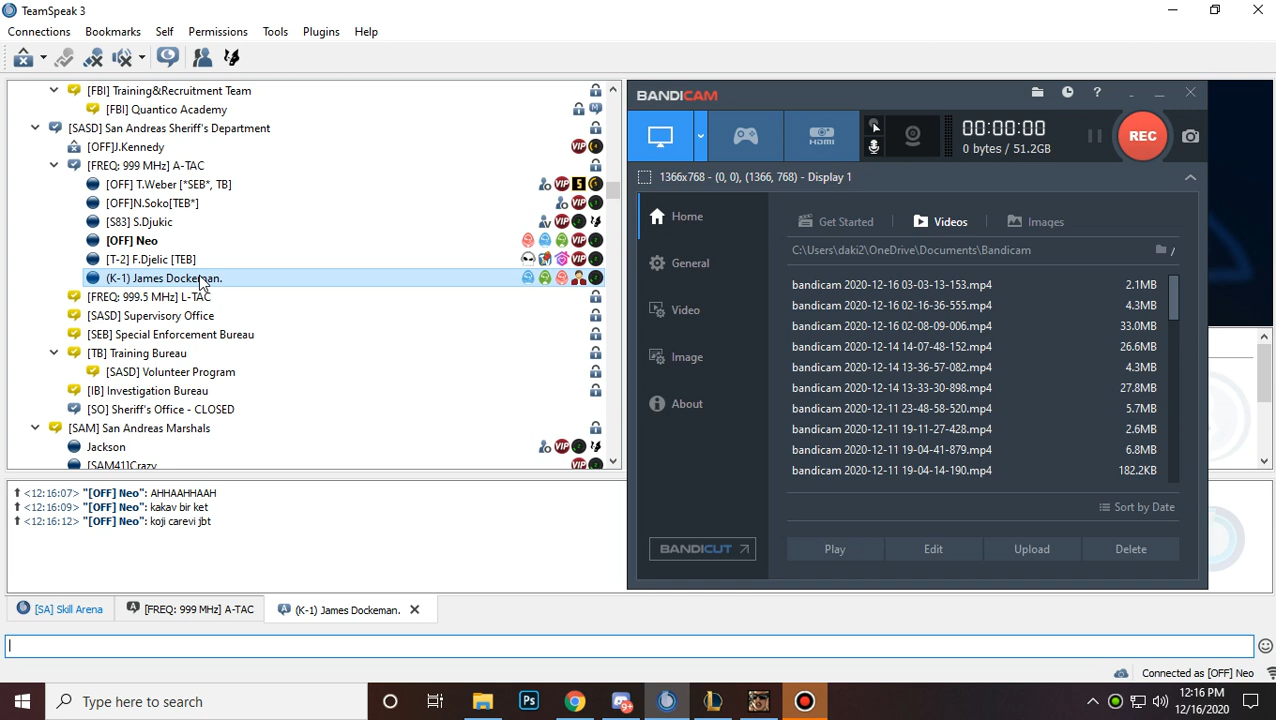 TeamSpeak 3
Connections Bookmarks Self Permissions Tools Plugins Help
[FBI] Training&Recruitment Team
[FBI] Quantico Academy
[SASD] San Andreas Sheriff's Department
[OFF]J.Kennedy
[FREQ: 999 MHz] A-TAC
[OFF] T.Weber [*SEB*, TB]
[OFF]N.Soko[TEB*]
[S83] S.Djukic
[OFF] Neo
[T-2] F.Djelic [TEB]
(K-1) James Dockeman.
[FREQ: 999.5 MHz] L-TAC
[SASD] Supervisory Office
[SEB] Special Enforcement Bureau
[TB] Training Bureau
[SASD] Volunteer Program
[IB] Investigation Bureau
[SO] Sheriff's Office - CLOSED
[SAM] San Andreas Marshals
Jackson
[SAM41]Crazy
<12:16:07> "[OFF] Neo": AHHAAHHAAH
<12:16:09> "[OFF] Neo": kakav bir ket
<12:16:12> "[OFF] Neo": koji carevi jbt
[SA] Skill Arena [FREQ: 999 MHz] A-TAC (K-1) James Dockeman.
Connected as [OFF] Neo
BANDICAM
HDMI
00:00:00
0 bytes / 51.2GB
REC
1366x768 - (0, 0), (1366, 768) - Display 1
Home
General
Video
Image
About
BANDICUT
Get Started Videos Images
C:\Users\daki2\OneDrive\Documents\Bandicam
bandicam 2020-12-16 03-03-13-153.mp4 2.1MB
bandicam 2020-12-16 02-16-36-555.mp4 4.3MB
bandicam 2020-12-16 02-08-09-006.mp4 33.0MB
bandicam 2020-12-14 14-07-48-152.mp4 26.6MB
bandicam 2020-12-14 13-36-57-082.mp4 4.3MB
bandicam 2020-12-14 13-33-30-898.mp4 27.8MB
bandicam 2020-12-11 23-48-58-520.mp4 5.7MB
bandicam 2020-12-11 19-11-27-428.mp4 2.6MB
bandicam 2020-12-11 19-04-41-879.mp4 6.8MB
bandicam 2020-12-11 19-04-14-190.mp4 182.2KB
Sort by Date
Play Edit Upload Delete
Type here to search
12:16 PM
12/16/2020